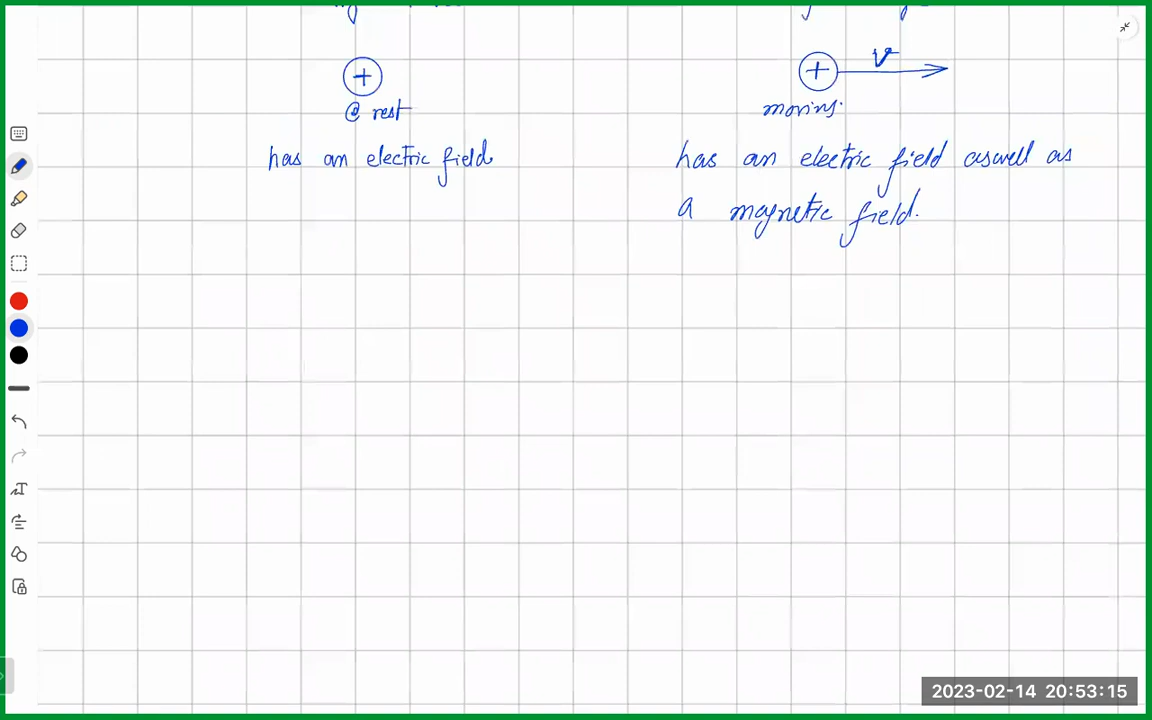 +
+
v
@ rest
moving.
has an electric field
has an electric field aswell as
a magnetic field.
2023-02-14 20:53:15